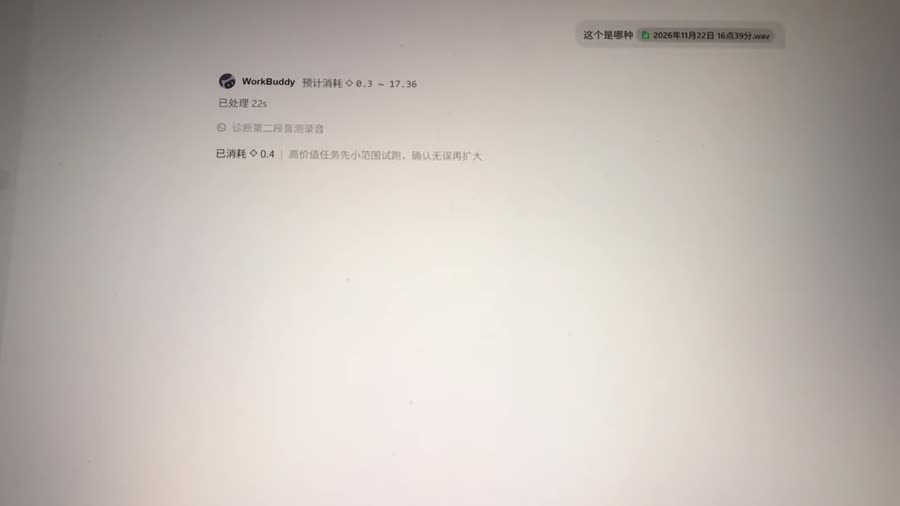 这个是哪种 2026年11月22日 16点39分.wav
WorkBuddy 预计消耗 0.3 ~ 17.36
已处理 22s
诊断第二段盲测录音
已消耗 0.4 | 高价值任务先小范围试跑，确认无误再扩大